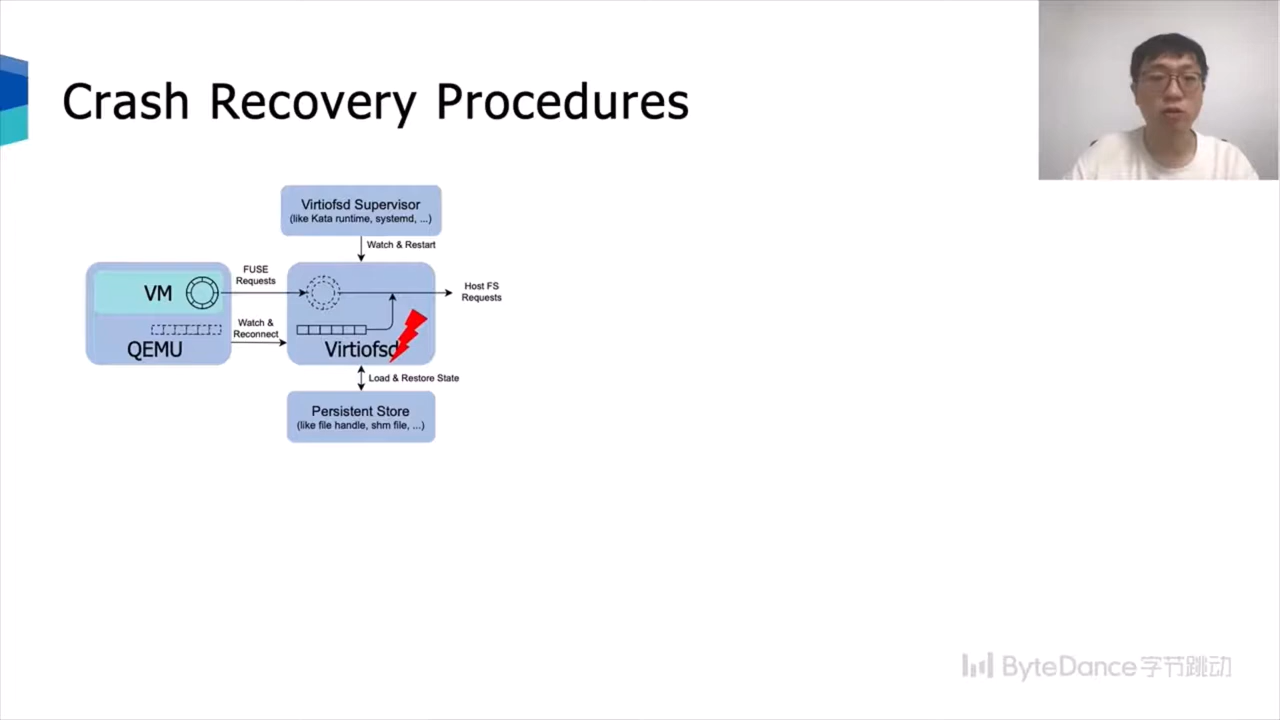 Crash Recovery Procedures
Virtiofsd Supervisor
(like Kata runtime, systemd, ...)
Watch & Restart
FUSE
Requests
VM
Host FS
Requests
Watch &
Reconnect
QEMU
Virtiofsd
Load & Restore State
Persistent Store
(like file handle, shm file, ...)
ByteDance字节跳动